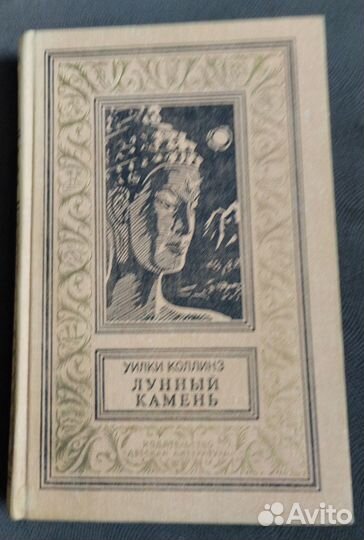 УИЛКИ КОЛЛИНЗ
ЛУННЫЙ
КАМЕНЬ
ИЗДАТЕЛЬСТВО
"ДЕТСКАЯ ЛИТЕРАТУРА"
Avito